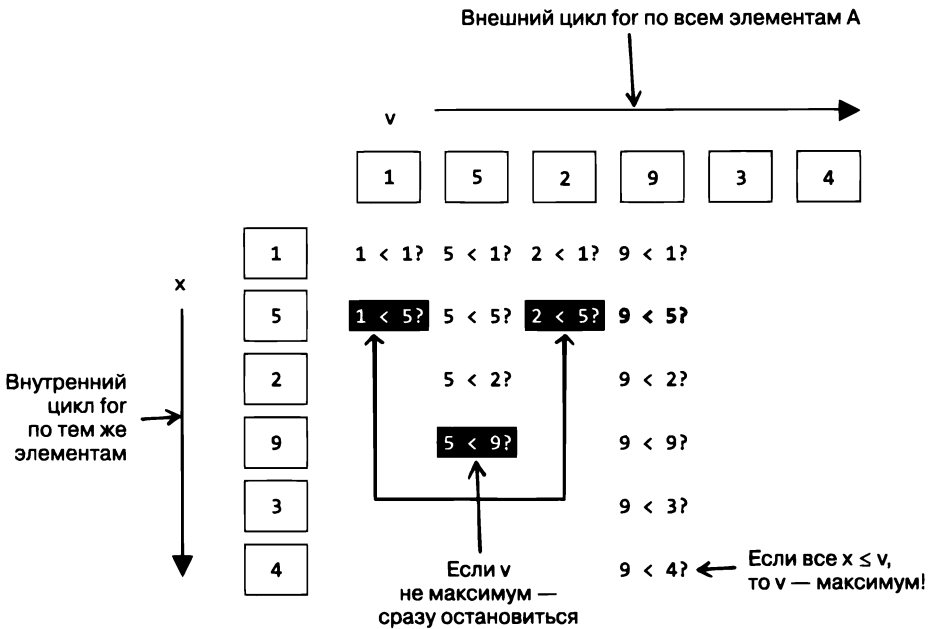 Внешний цикл for по всем элементам A
v
1 5 2 9 3 4
1 1 < 1? 5 < 1? 2 < 1? 9 < 1?
x
5 1 < 5? 5 < 5? 2 < 5? 9 < 5?
2 5 < 2? 9 < 2?
Внутренний
цикл for
по тем же
элементам
9 5 < 9? 9 < 9?
3 9 < 3?
4 9 < 4?
Если все x ≤ v,
то v — максимум!
Если v
не максимум —
сразу остановиться